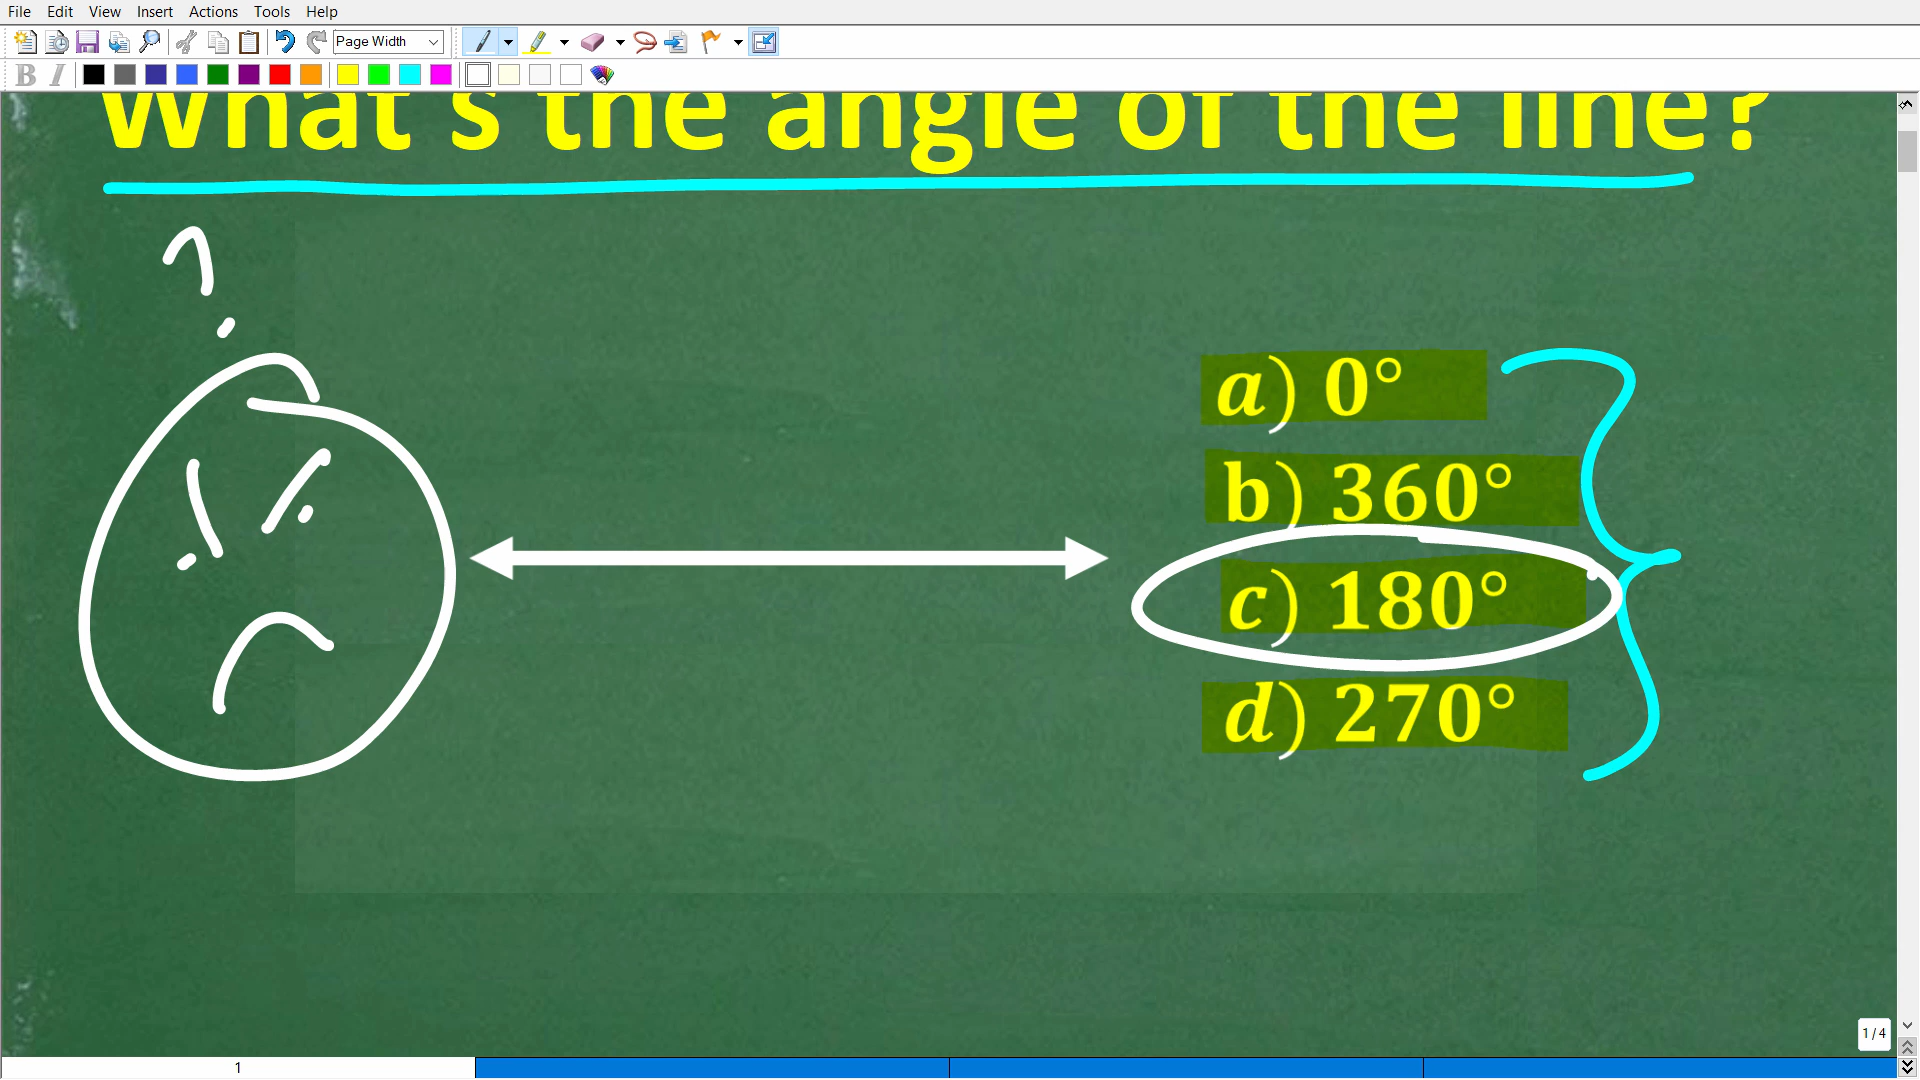 File Edit View Insert Actions Tools Help
Page Width
B I
What's the angle of the line?
?
a) 0°
b) 360°
c) 180°
d) 270°
1 / 4
1